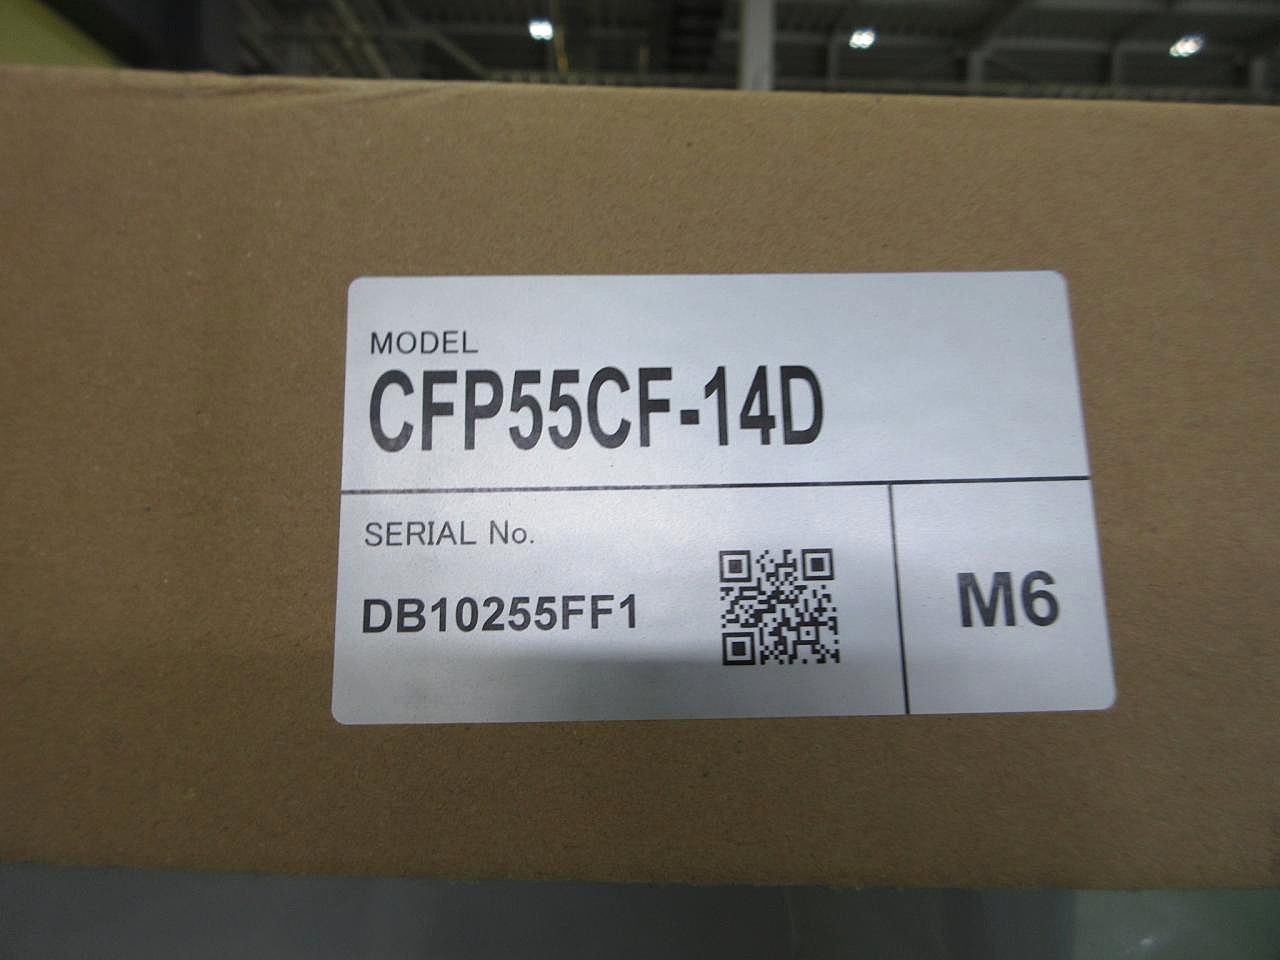 MODEL
CFP55CF-14D
SERIAL No.
DB10255FF1
M6